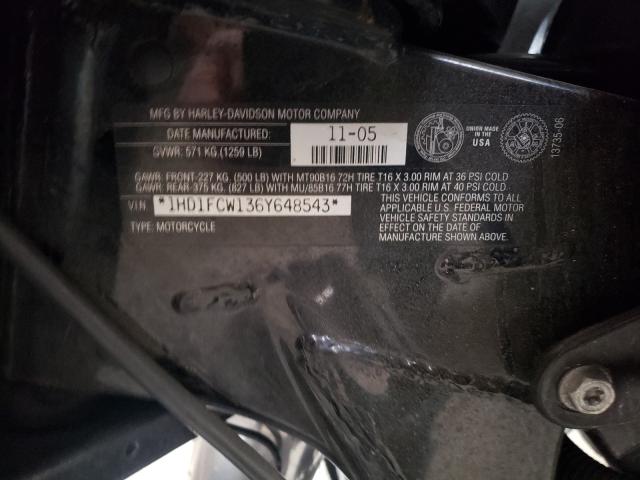 MFG BY HARLEY-DAVIDSON MOTOR COMPANY
DATE MANUFACTURED: 11-05
GVWR: 571 KG (1259 LB)
GAWR: FRONT-227 KG. (500 LB) WITH MT90B16 72H TIRE T16 X 3.00 RIM AT 36 PSI COLD
GAWR: REAR-375 KG. (827 LB) WITH MU/85B16 77H TIRE T16 X 3.00 RIM AT 40 PSI COLD
V.I.N. *1HD1FCW136Y648543*
TYPE: MOTORCYCLE
THIS VEHICLE CONFORMS TO ALL
APPLICABLE U.S. FEDERAL MOTOR
VEHICLE SAFETY STANDARDS IN
EFFECT ON THE DATE OF
MANUFACTURE SHOWN ABOVE.
UNION MADE
IN THE
USA
13735-06